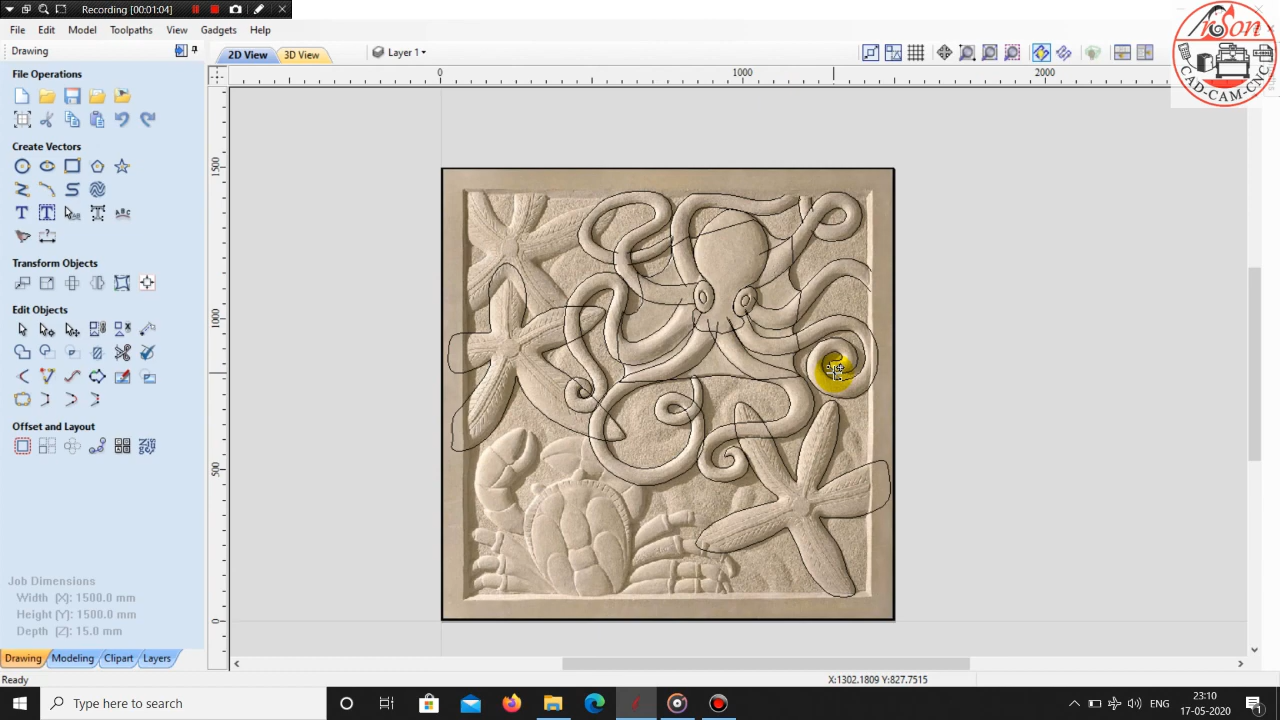 Recording [00:01:04]
File Edit Model Toolpaths View Gadgets Help
Drawing
2D View
3D View
Layer 1
File Operations
Create Vectors
Transform Objects
Edit Objects
Offset and Layout
Job Dimensions
Width (X): 1500.0 mm
Height (Y): 1500.0 mm
Depth (Z): 15.0 mm
Drawing Modeling Clipart Layers
0 1000 2000
1500
1000
500
0
CAD-CAM-CNC
Ready
X:1302.1809 Y:827.7515
Type here to search
ENG
23:10
17-05-2020